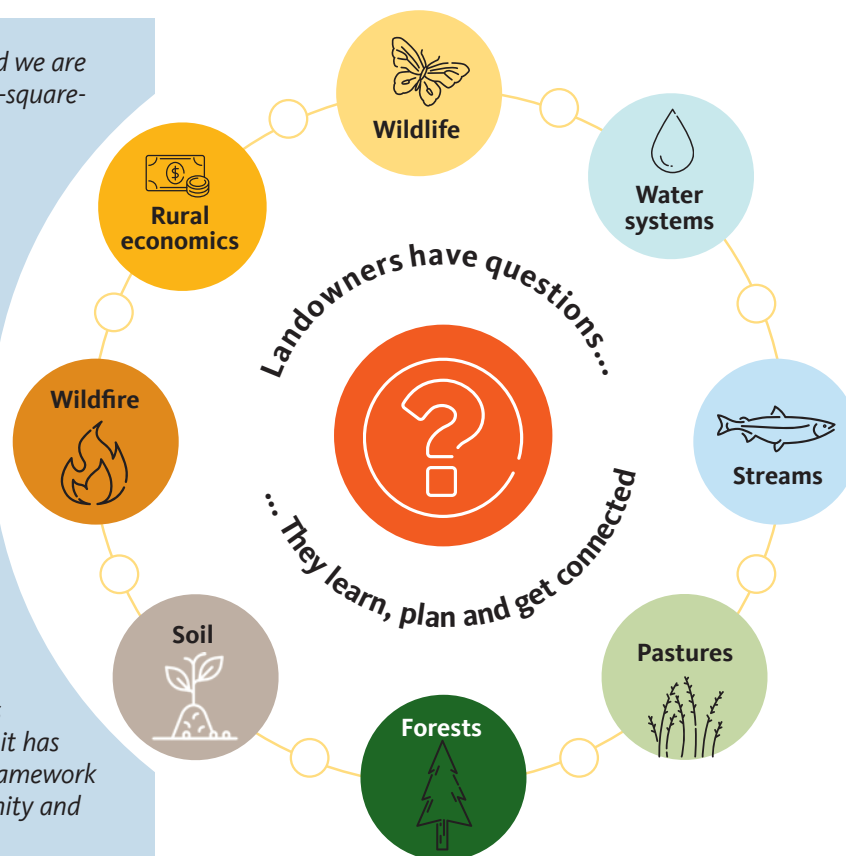 d we are
-square-
Wildlife
Water
systems
Rural
economics
Landowners have questions...
Wildfire
Streams
... They learn, plan and get connected
Soil
Pastures
Forests
it has
ramework
nity and
$